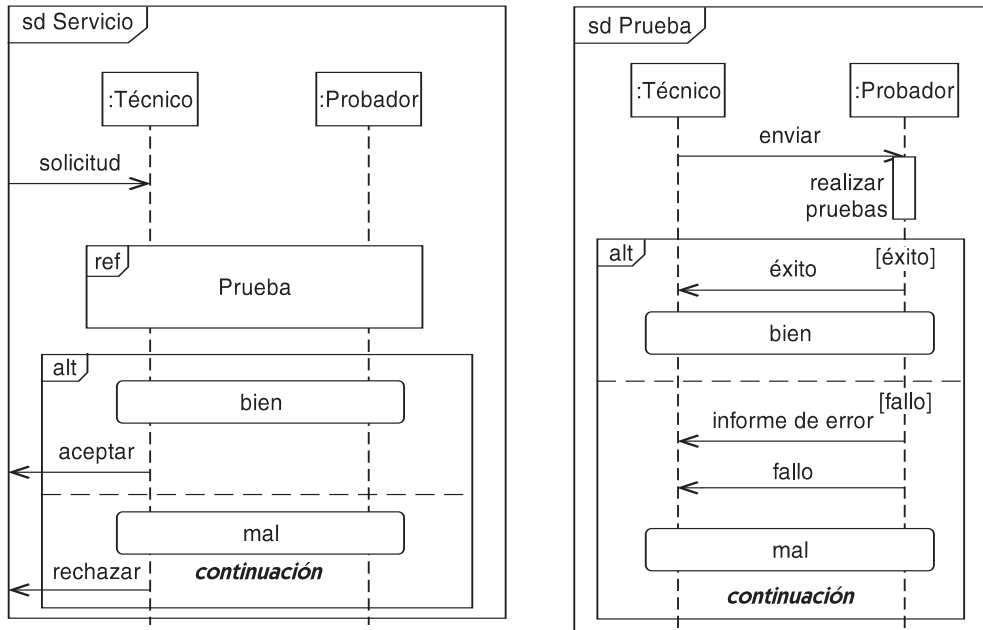 sd Servicio
:Técnico
:Probador
solicitud
ref
Prueba
alt
bien
aceptar
mal
continuación
rechazar
sd Prueba
:Técnico
:Probador
enviar
realizar
pruebas
alt
[éxito]
éxito
bien
[fallo]
informe de error
fallo
mal
continuación